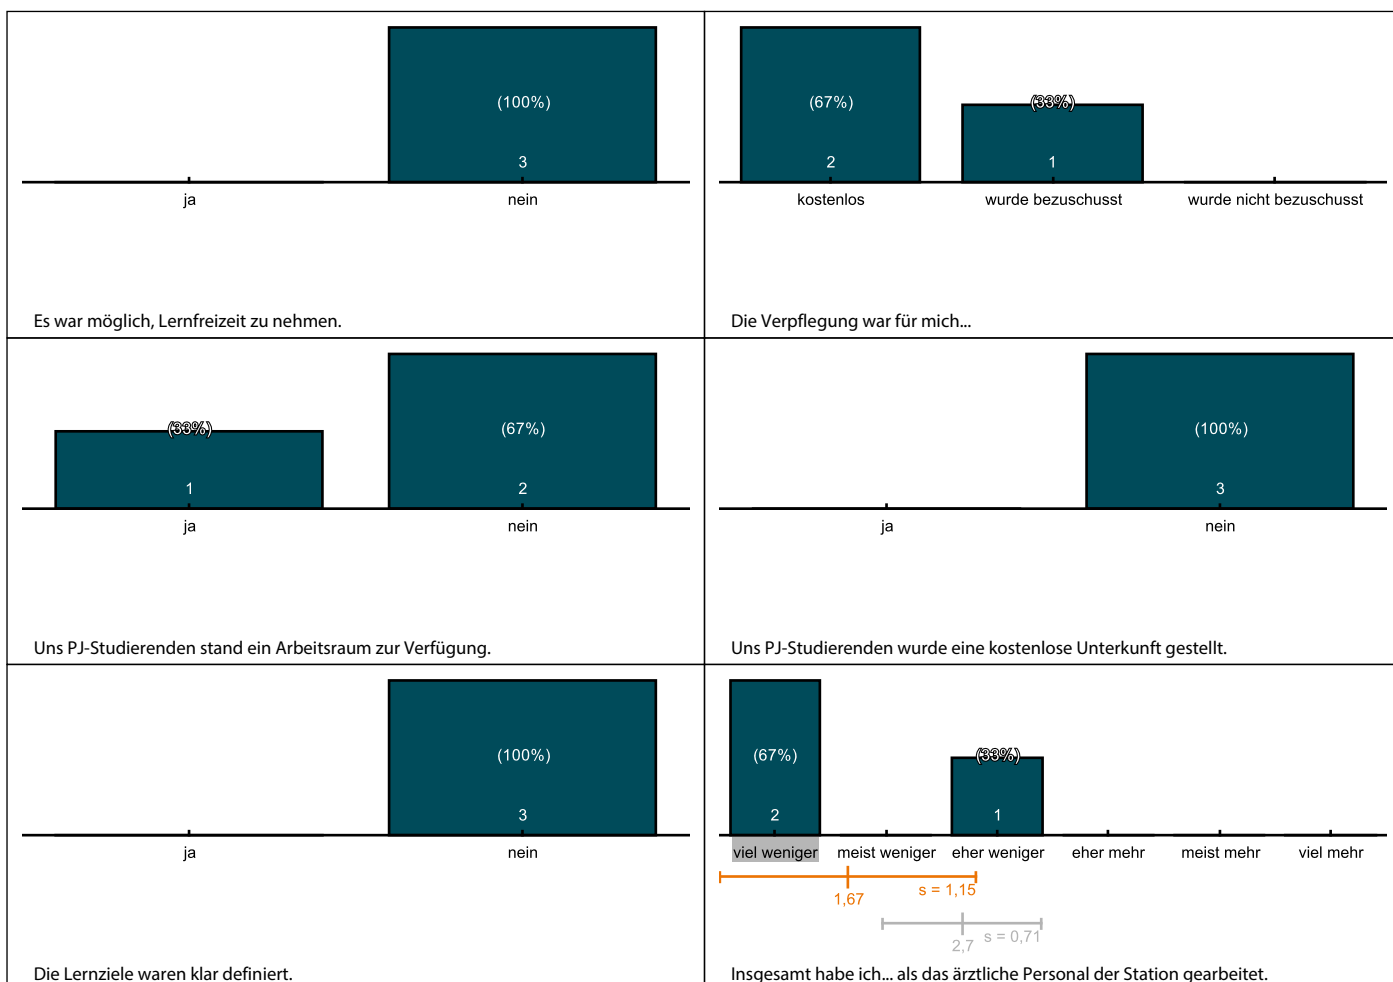 (100%)
3
ja
nein
Es war möglich, Lernfreizeit zu nehmen.
(67%)
(33%)
2
1
kostenlos
wurde bezuschusst
wurde nicht bezuschusst
Die Verpflegung war für mich...
(33%)
(67%)
1
2
ja
nein
Uns PJ-Studierenden stand ein Arbeitsraum zur Verfügung.
(100%)
3
ja
nein
Uns PJ-Studierenden wurde eine kostenlose Unterkunft gestellt.
(100%)
3
ja
nein
Die Lernziele waren klar definiert.
(67%)
(33%)
2
1
viel weniger
meist weniger
eher weniger
eher mehr
meist mehr
viel mehr
1,67
s = 1,15
2,7
s = 0,71
Insgesamt habe ich... als das ärztliche Personal der Station gearbeitet.